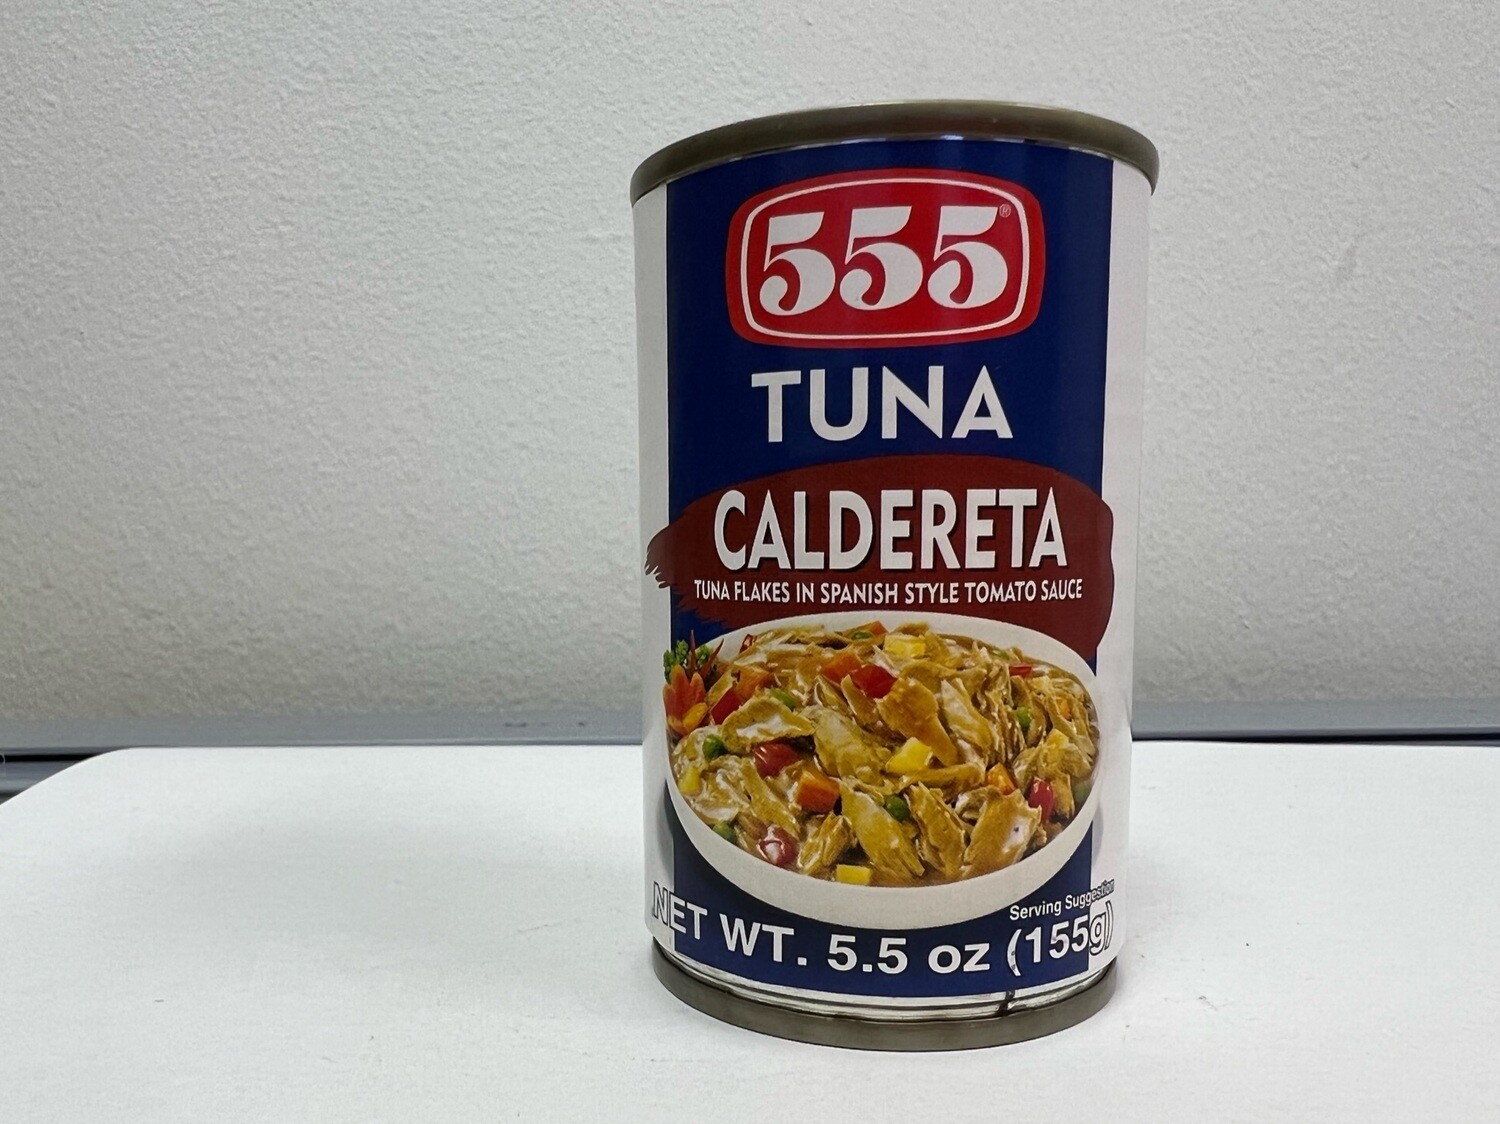 555®
TUNA
CALDERETA
TUNA FLAKES IN SPANISH STYLE TOMATO SAUCE
Serving Suggestion
NET WT. 5.5 oz (155g)